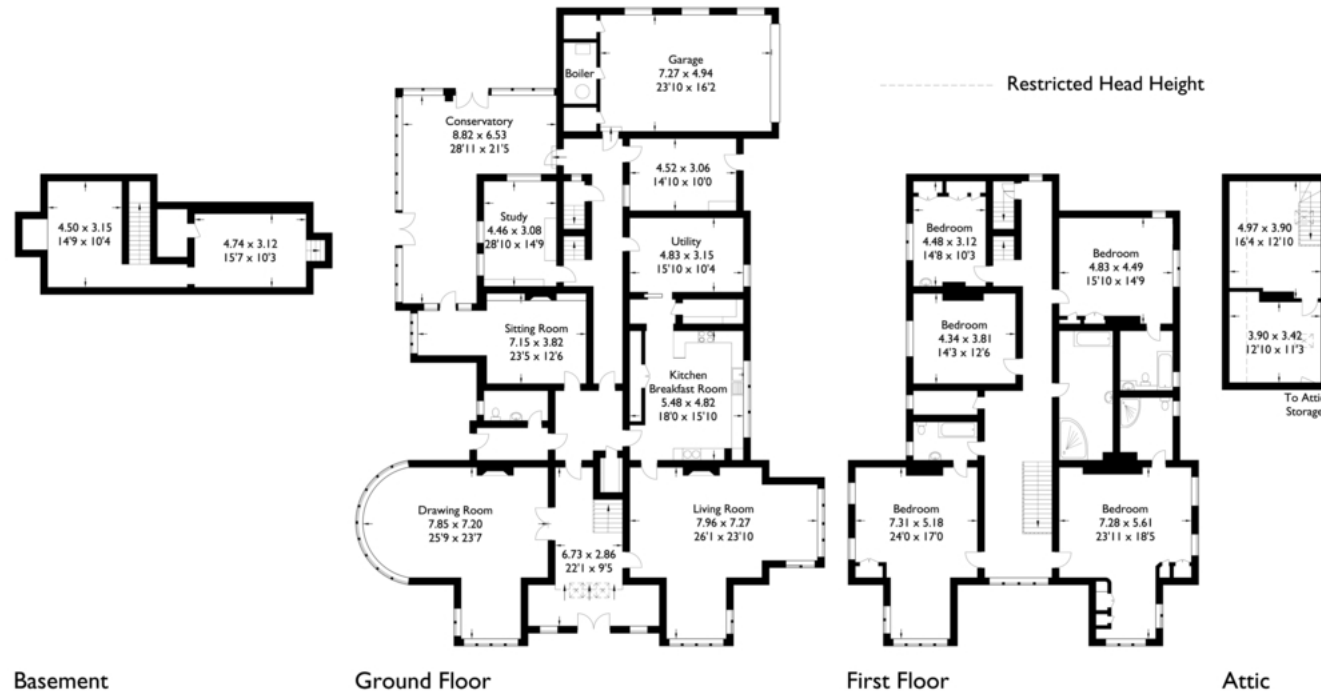 Garage
7.27 x 4.94
23'10 x 16'2
Boiler
Restricted Head Height
Conservatory
8.82 x 6.53
28'11 x 21'5
4.52 x 3.06
14'10 x 10'0
4.50 x 3.15
14'9 x 10'4
4.74 x 3.12
15'7 x 10'3
Study
4.46 x 3.08
28'10 x 14'9
Utility
4.83 x 3.15
15'10 x 10'4
Sitting Room
7.15 x 3.82
23'5 x 12'6
Kitchen
Breakfast Room
5.48 x 4.82
18'0 x 15'10
Drawing Room
7.85 x 7.20
25'9 x 23'7
6.73 x 2.86
22'1 x 9'5
Living Room
7.96 x 7.27
26'1 x 23'10
Bedroom
4.48 x 3.12
14'8 x 10'3
Bedroom
4.83 x 4.49
15'10 x 14'9
Bedroom
4.34 x 3.81
14'3 x 12'6
Bedroom
7.31 x 5.18
24'0 x 17'0
Bedroom
7.28 x 5.61
23'11 x 18'5
4.97 x 3.90
16'4 x 12'10
3.90 x 3.42
12'10 x 11'3
To Attic
Storage
Basement
Ground Floor
First Floor
Attic